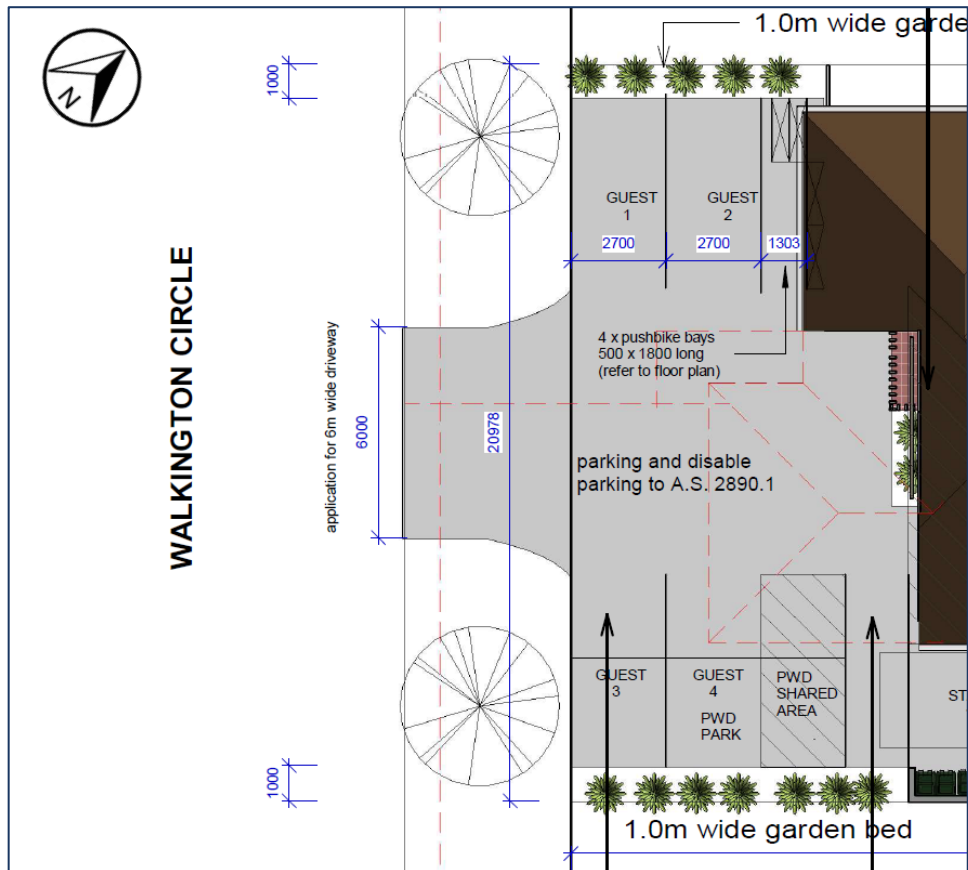 1.0m wide garde
N
1000
GUEST
1
GUEST
2
2700
2700
1303
WALKINGTON CIRCLE
application for 6m wide driveway
6000
20978
4 x pushbike bays
500 x 1800 long
(refer to floor plan)
parking and disable
parking to A.S. 2890.1
GUEST
3
GUEST
4
PWD
PARK
PWD
SHARED
AREA
ST
1000
1.0m wide garden bed